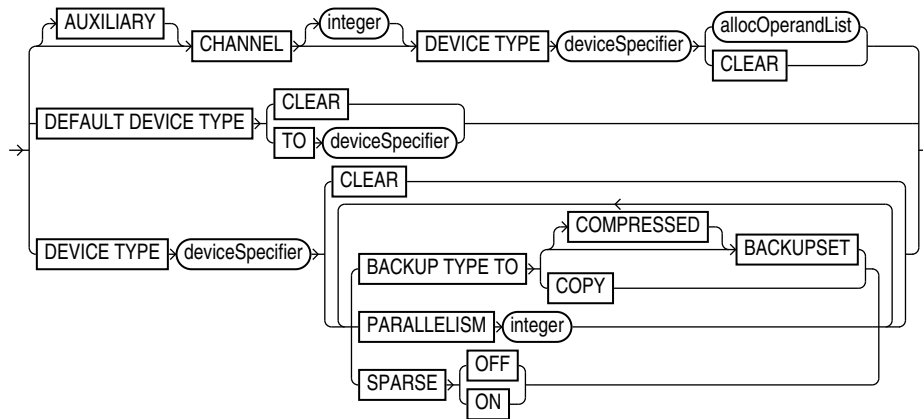 AUXILIARY integer allocOperandList
CHANNEL DEVICE TYPE deviceSpecifier
CLEAR
CLEAR
DEFAULT DEVICE TYPE
TO deviceSpecifier
CLEAR
COMPRESSED
DEVICE TYPE deviceSpecifier BACKUPSET
BACKUP TYPE TO
COPY
PARALLELISM integer
OFF
SPARSE
ON